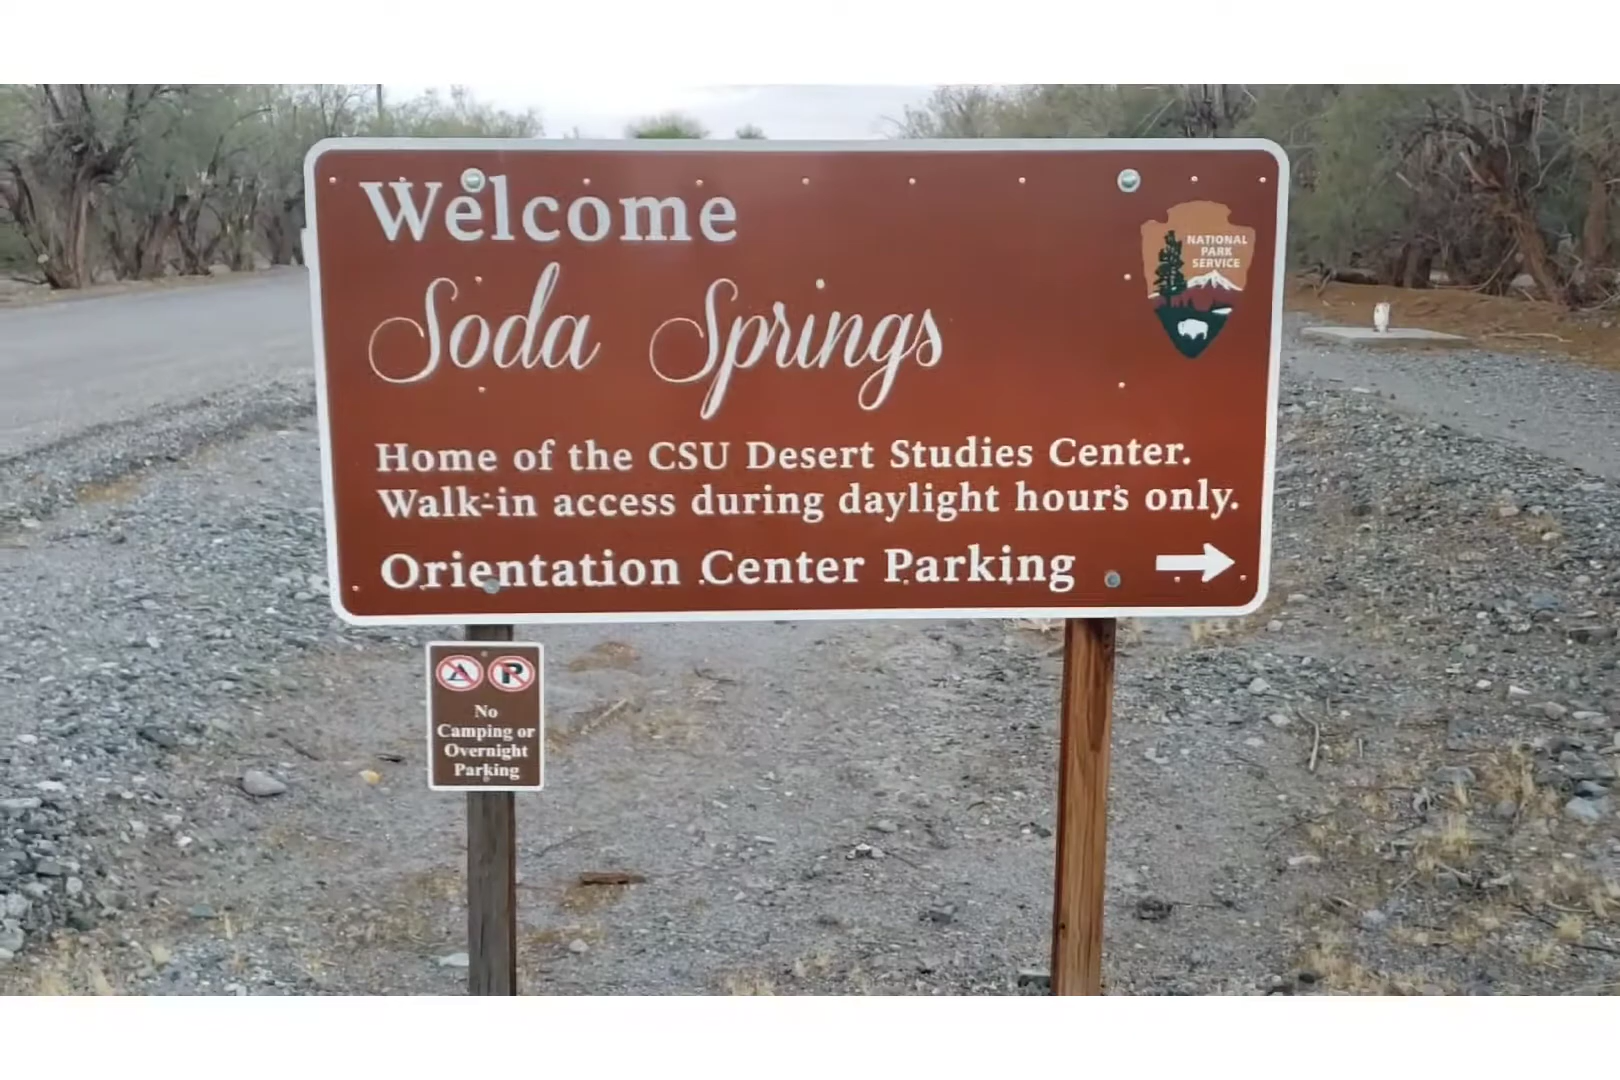 Welcome
Soda Springs
NATIONAL
PARK
SERVICE
Home of the CSU Desert Studies Center.
Walk-in access during daylight hours only.
Orientation Center Parking
P
No
Camping or
Overnight
Parking